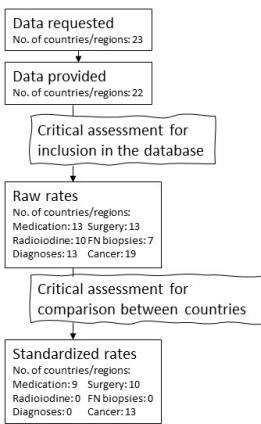 Data requested
No. of countries/regions: 23
Data provided
No. of countries/regions: 22
Critical assessment for
inclusion in the database
Raw rates
No. of countries/regions:
Medication: 13 Surgery: 13
Radioiodine: 10 FN biopsies: 7
Diagnoses: 13 Cancer: 19
Critical assessment for
comparison between countries
Standardized rates
No. of countries/regions:
Medication: 9 Surgery: 10
Radioiodine: 0 FN biopsies: 0
Diagnoses: 0 Cancer: 13